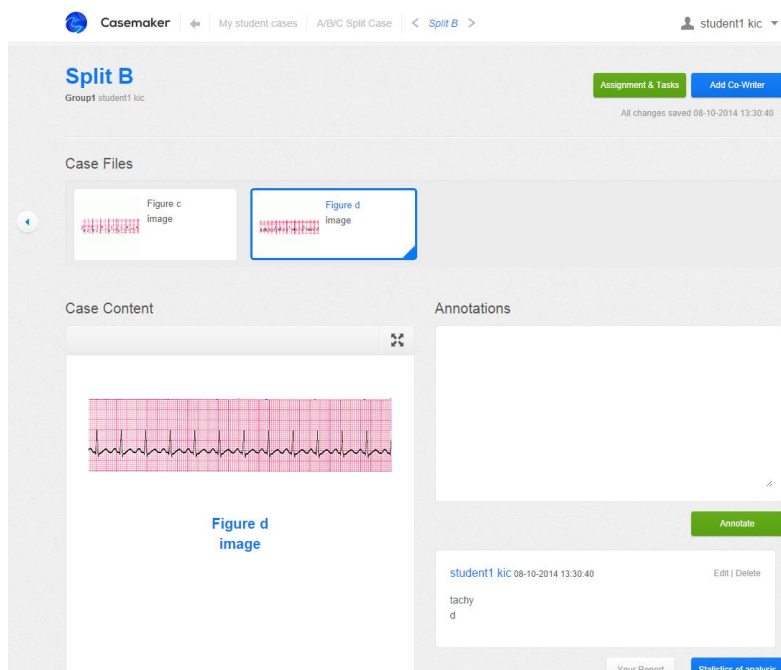 Casemaker My student cases A/B/C Split Case < Split B > student1 kic
Split B
Group1 student1 kic
Assignment & Tasks Add Co-Writer
All changes saved 08-10-2014 13:30:40
Case Files
Figure c
image
Figure d
image
Case Content Annotations
Figure d
image
Annotate
student1 kic 08-10-2014 13:30:40 Edit | Delete
tachy
d
Your Report Statistics of analysis